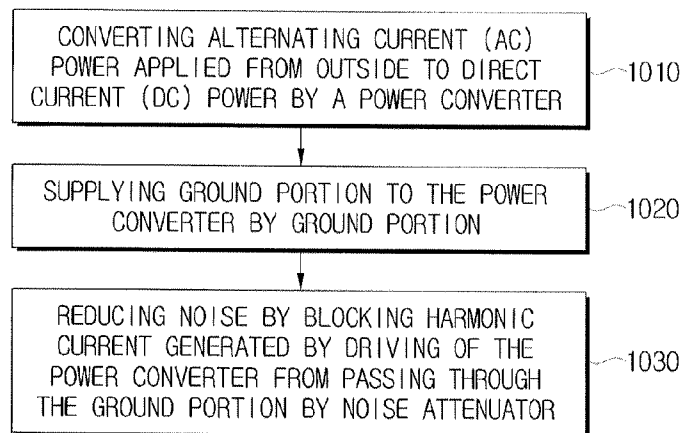 CONVERTING ALTERNATING CURRENT (AC)
POWER APPLIED FROM OUTSIDE TO DIRECT
CURRENT (DC) POWER BY A POWER CONVERTER
1010
SUPPLYING GROUND PORTION TO THE POWER
CONVERTER BY GROUND PORTION
1020
REDUCING NOISE BY BLOCKING HARMONIC
CURRENT GENERATED BY DRIVING OF THE
POWER CONVERTER FROM PASSING THROUGH
THE GROUND PORTION BY NOISE ATTENUATOR
1030